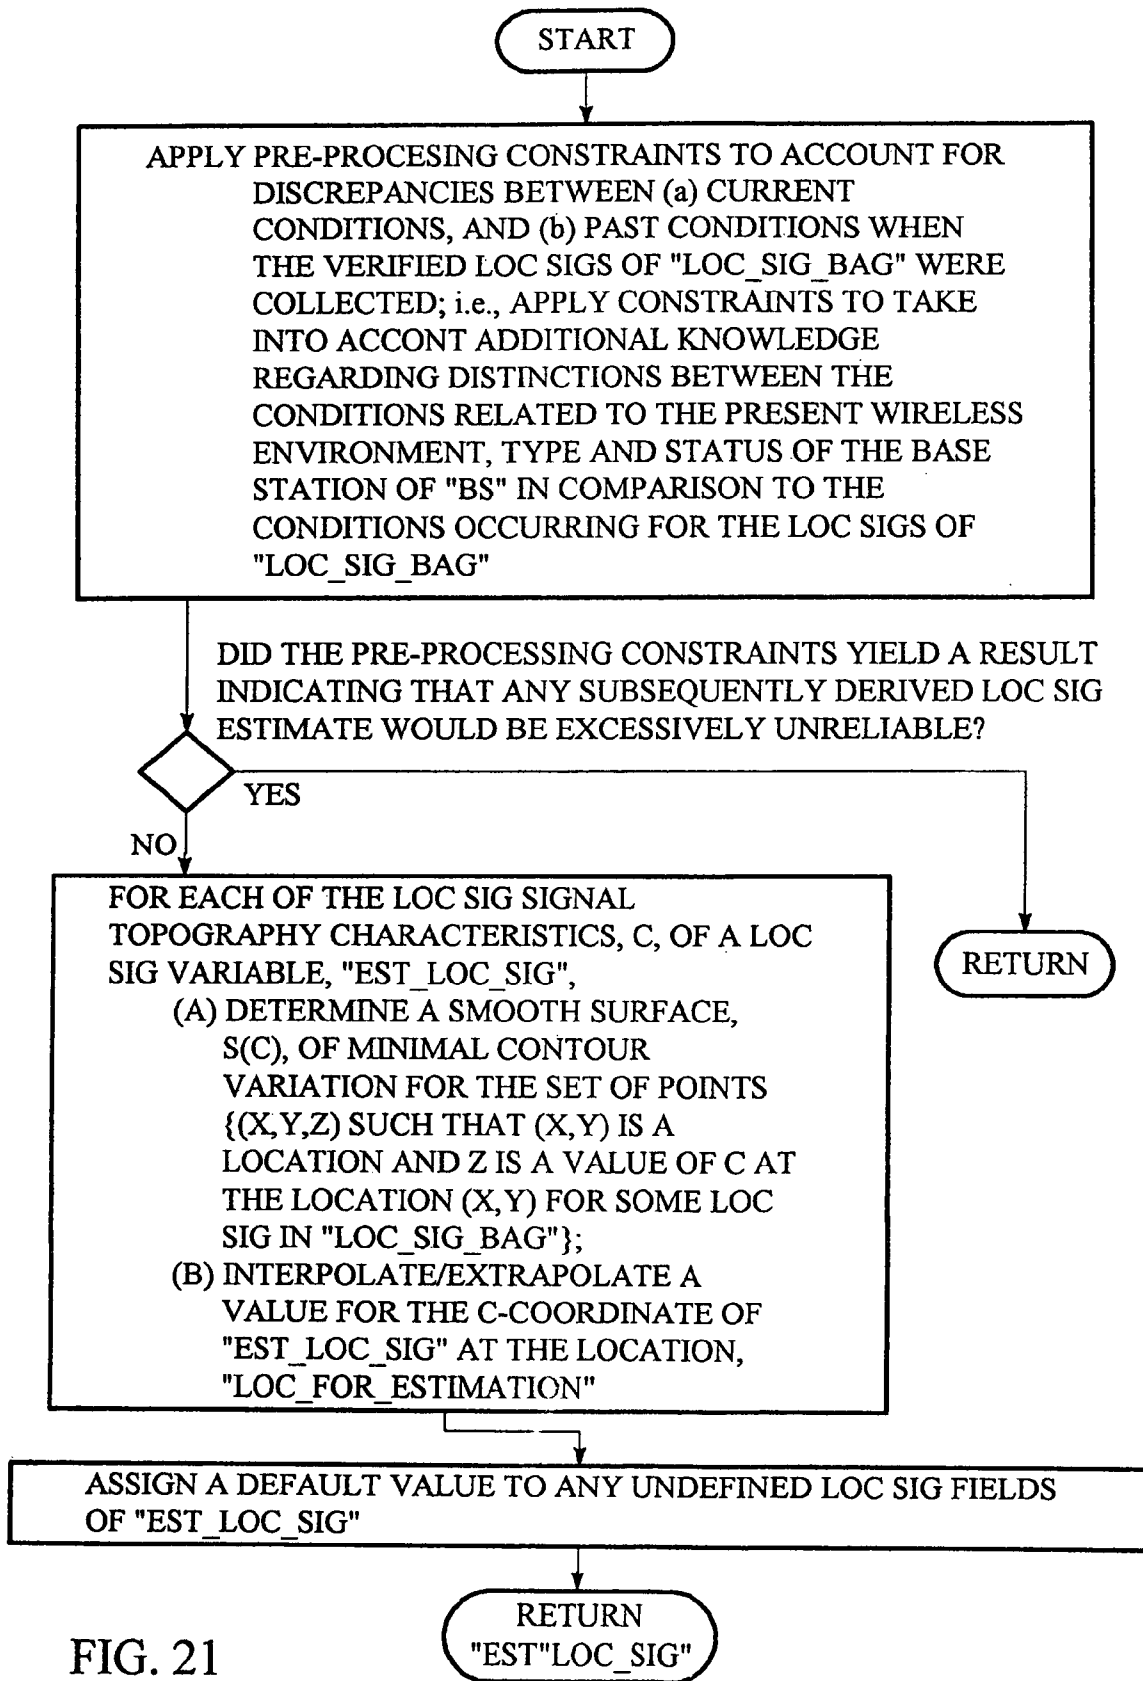 START
APPLY PRE-PROCESING CONSTRAINTS TO ACCOUNT FOR
DISCREPANCIES BETWEEN (a) CURRENT
CONDITIONS, AND (b) PAST CONDITIONS WHEN
THE VERIFIED LOC SIGS OF "LOC_SIG_BAG" WERE
COLLECTED; i.e., APPLY CONSTRAINTS TO TAKE
INTO ACCONT ADDITIONAL KNOWLEDGE
REGARDING DISTINCTIONS BETWEEN THE
CONDITIONS RELATED TO THE PRESENT WIRELESS
ENVIRONMENT, TYPE AND STATUS OF THE BASE
STATION OF "BS" IN COMPARISON TO THE
CONDITIONS OCCURRING FOR THE LOC SIGS OF
"LOC_SIG_BAG"
DID THE PRE-PROCESSING CONSTRAINTS YIELD A RESULT
INDICATING THAT ANY SUBSEQUENTLY DERIVED LOC SIG
ESTIMATE WOULD BE EXCESSIVELY UNRELIABLE?
YES
NO
FOR EACH OF THE LOC SIG SIGNAL
TOPOGRAPHY CHARACTERISTICS, C, OF A LOC
SIG VARIABLE, "EST_LOC_SIG",
(A) DETERMINE A SMOOTH SURFACE,
S(C), OF MINIMAL CONTOUR
VARIATION FOR THE SET OF POINTS
{(X,Y,Z) SUCH THAT (X,Y) IS A
LOCATION AND Z IS A VALUE OF C AT
THE LOCATION (X,Y) FOR SOME LOC
SIG IN "LOC_SIG_BAG"};
(B) INTERPOLATE/EXTRAPOLATE A
VALUE FOR THE C-COORDINATE OF
"EST_LOC_SIG" AT THE LOCATION,
"LOC_FOR_ESTIMATION"
RETURN
ASSIGN A DEFAULT VALUE TO ANY UNDEFINED LOC SIG FIELDS
OF "EST_LOC_SIG"
RETURN
"EST"LOC_SIG"
FIG. 21